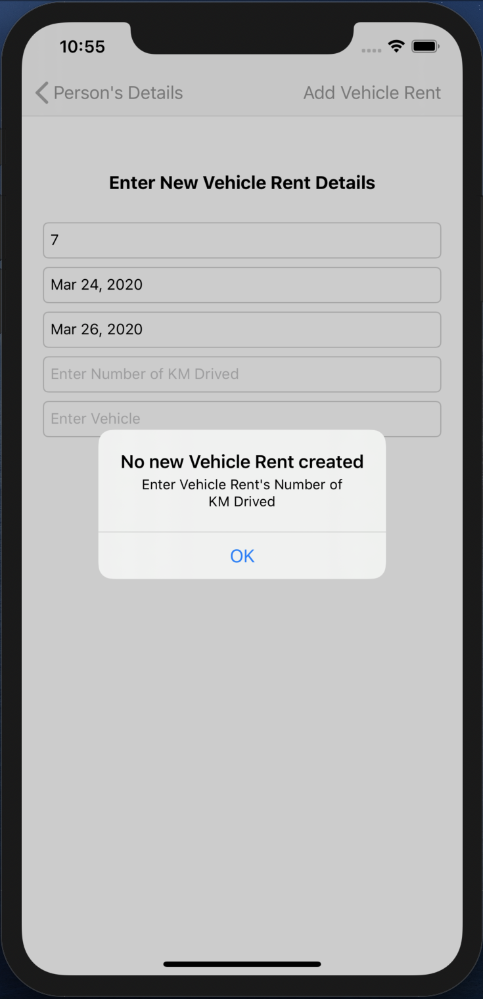 10:55
Person's Details
Add Vehicle Rent
Enter New Vehicle Rent Details
7
Mar 24, 2020
Mar 26, 2020
Enter Number of KM Drived
Enter Vehicle
No new Vehicle Rent created
Enter Vehicle Rent's Number of
KM Drived
OK